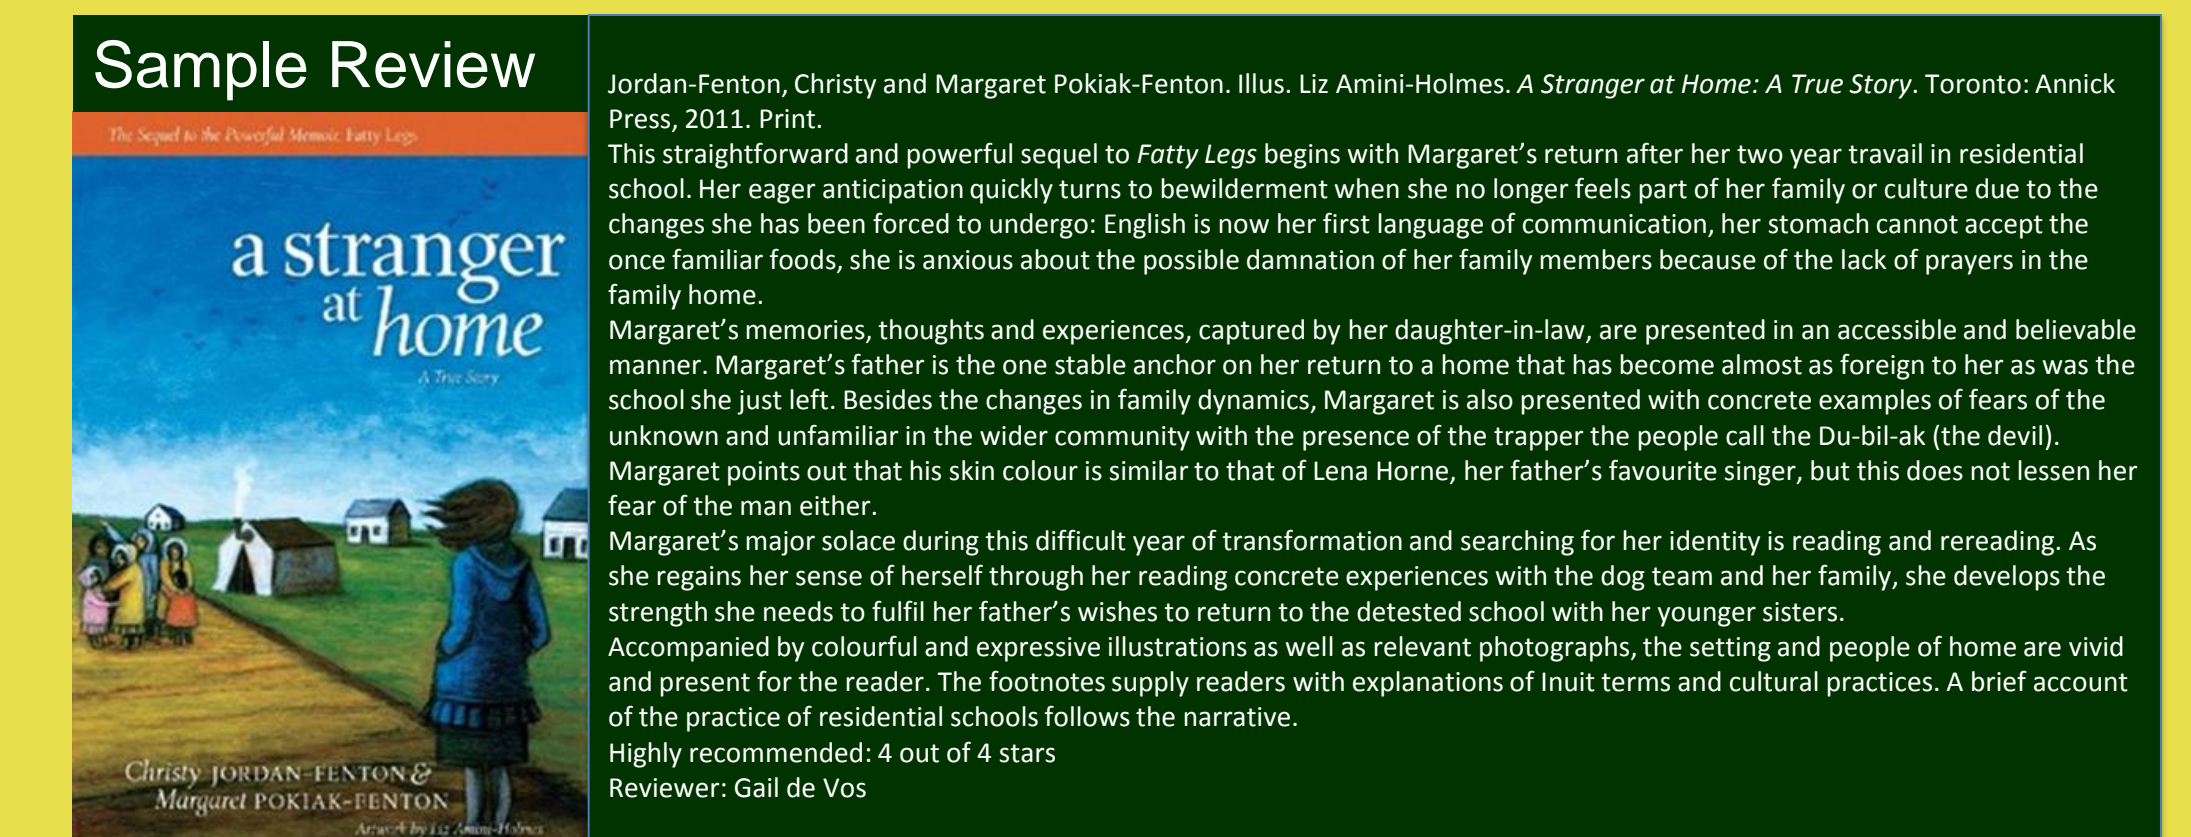 Sample Review
The Sequel to the Powerful Memoir Fatty Legs
a stranger
at home
A True Story
Christy JORDAN-FENTON &
Margaret POKIAK-FENTON
Artwork by Liz Amini-Holmes
Jordan-Fenton, Christy and Margaret Pokiak-Fenton. Illus. Liz Amini-Holmes. A Stranger at Home: A True Story. Toronto: Annick
Press, 2011. Print.
This straightforward and powerful sequel to Fatty Legs begins with Margaret’s return after her two year travail in residential
school. Her eager anticipation quickly turns to bewilderment when she no longer feels part of her family or culture due to the
changes she has been forced to undergo: English is now her first language of communication, her stomach cannot accept the
once familiar foods, she is anxious about the possible damnation of her family members because of the lack of prayers in the
family home.
Margaret’s memories, thoughts and experiences, captured by her daughter-in-law, are presented in an accessible and believable
manner. Margaret’s father is the one stable anchor on her return to a home that has become almost as foreign to her as was the
school she just left. Besides the changes in family dynamics, Margaret is also presented with concrete examples of fears of the
unknown and unfamiliar in the wider community with the presence of the trapper the people call the Du-bil-ak (the devil).
Margaret points out that his skin colour is similar to that of Lena Horne, her father’s favourite singer, but this does not lessen her
fear of the man either.
Margaret’s major solace during this difficult year of transformation and searching for her identity is reading and rereading. As
she regains her sense of herself through her reading concrete experiences with the dog team and her family, she develops the
strength she needs to fulfil her father’s wishes to return to the detested school with her younger sisters.
Accompanied by colourful and expressive illustrations as well as relevant photographs, the setting and people of home are vivid
and present for the reader. The footnotes supply readers with explanations of Inuit terms and cultural practices. A brief account
of the practice of residential schools follows the narrative.
Highly recommended: 4 out of 4 stars
Reviewer: Gail de Vos